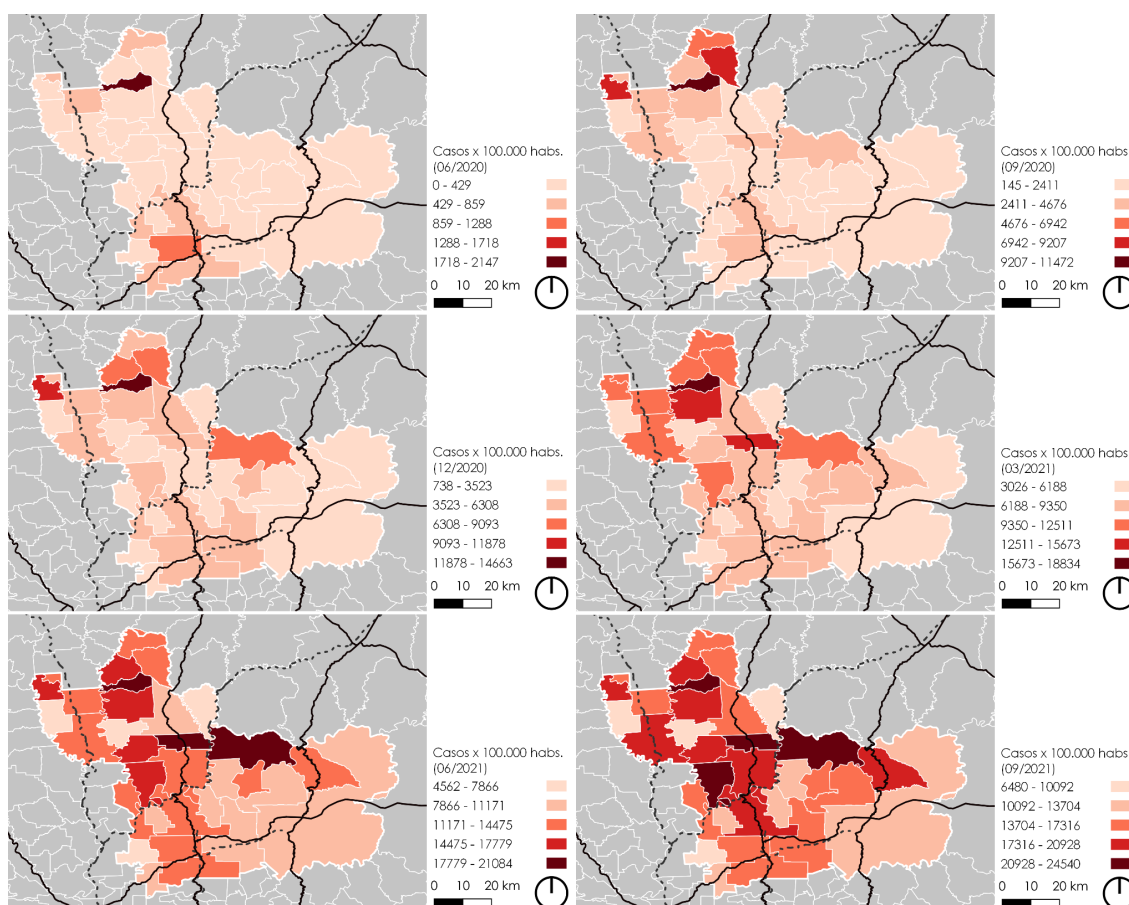 Casos x 100.000 habs.
(06/2020)
0 - 429
429 - 859
859 - 1288
1288 - 1718
1718 - 2147
0 10 20 km
Casos x 100.000 habs.
(09/2020)
145 - 2411
2411 - 4676
4676 - 6942
6942 - 9207
9207 - 11472
0 10 20 km
Casos x 100.000 habs.
(12/2020)
738 - 3523
3523 - 6308
6308 - 9093
9093 - 11878
11878 - 14663
0 10 20 km
Casos x 100.000 habs.
(03/2021)
3026 - 6188
6188 - 9350
9350 - 12511
12511 - 15673
15673 - 18834
0 10 20 km
Casos x 100.000 habs.
(06/2021)
4562 - 7866
7866 - 11171
11171 - 14475
14475 - 17779
17779 - 21084
0 10 20 km
Casos x 100.000 habs.
(09/2021)
6480 - 10092
10092 - 13704
13704 - 17316
17316 - 20928
20928 - 24540
0 10 20 km